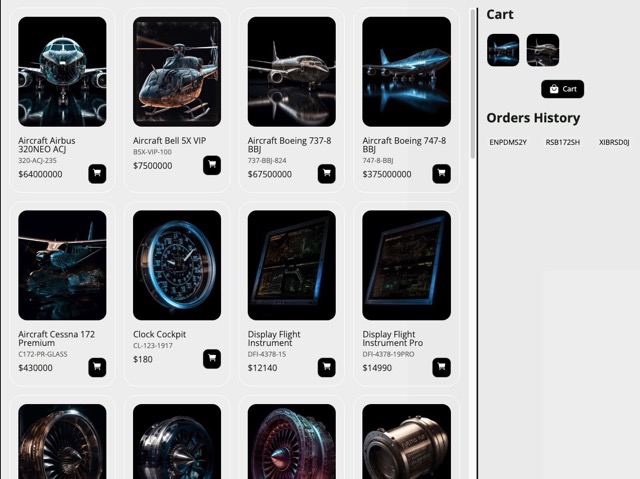 Aircraft Airbus
320NEO ACJ
320-ACJ-235
$64000000
Aircraft Bell 5X VIP
B5X-VIP-100
$7500000
Aircraft Boeing 737-8
BBJ
737-BBJ-824
$67500000
Aircraft Boeing 747-8
BBJ
747-8-BBJ
$375000000
Aircraft Cessna 172
Premium
C172-PR-GLASS
$430000
Clock Cockpit
CL-123-1917
$180
Display Flight
Instrument
DFI-4378-15
$12140
Display Flight
Instrument Pro
DFI-4378-19PRO
$14990
Cart
Cart
Orders History
ENPDMS2Y
RSB172SH
XIBRSD0J